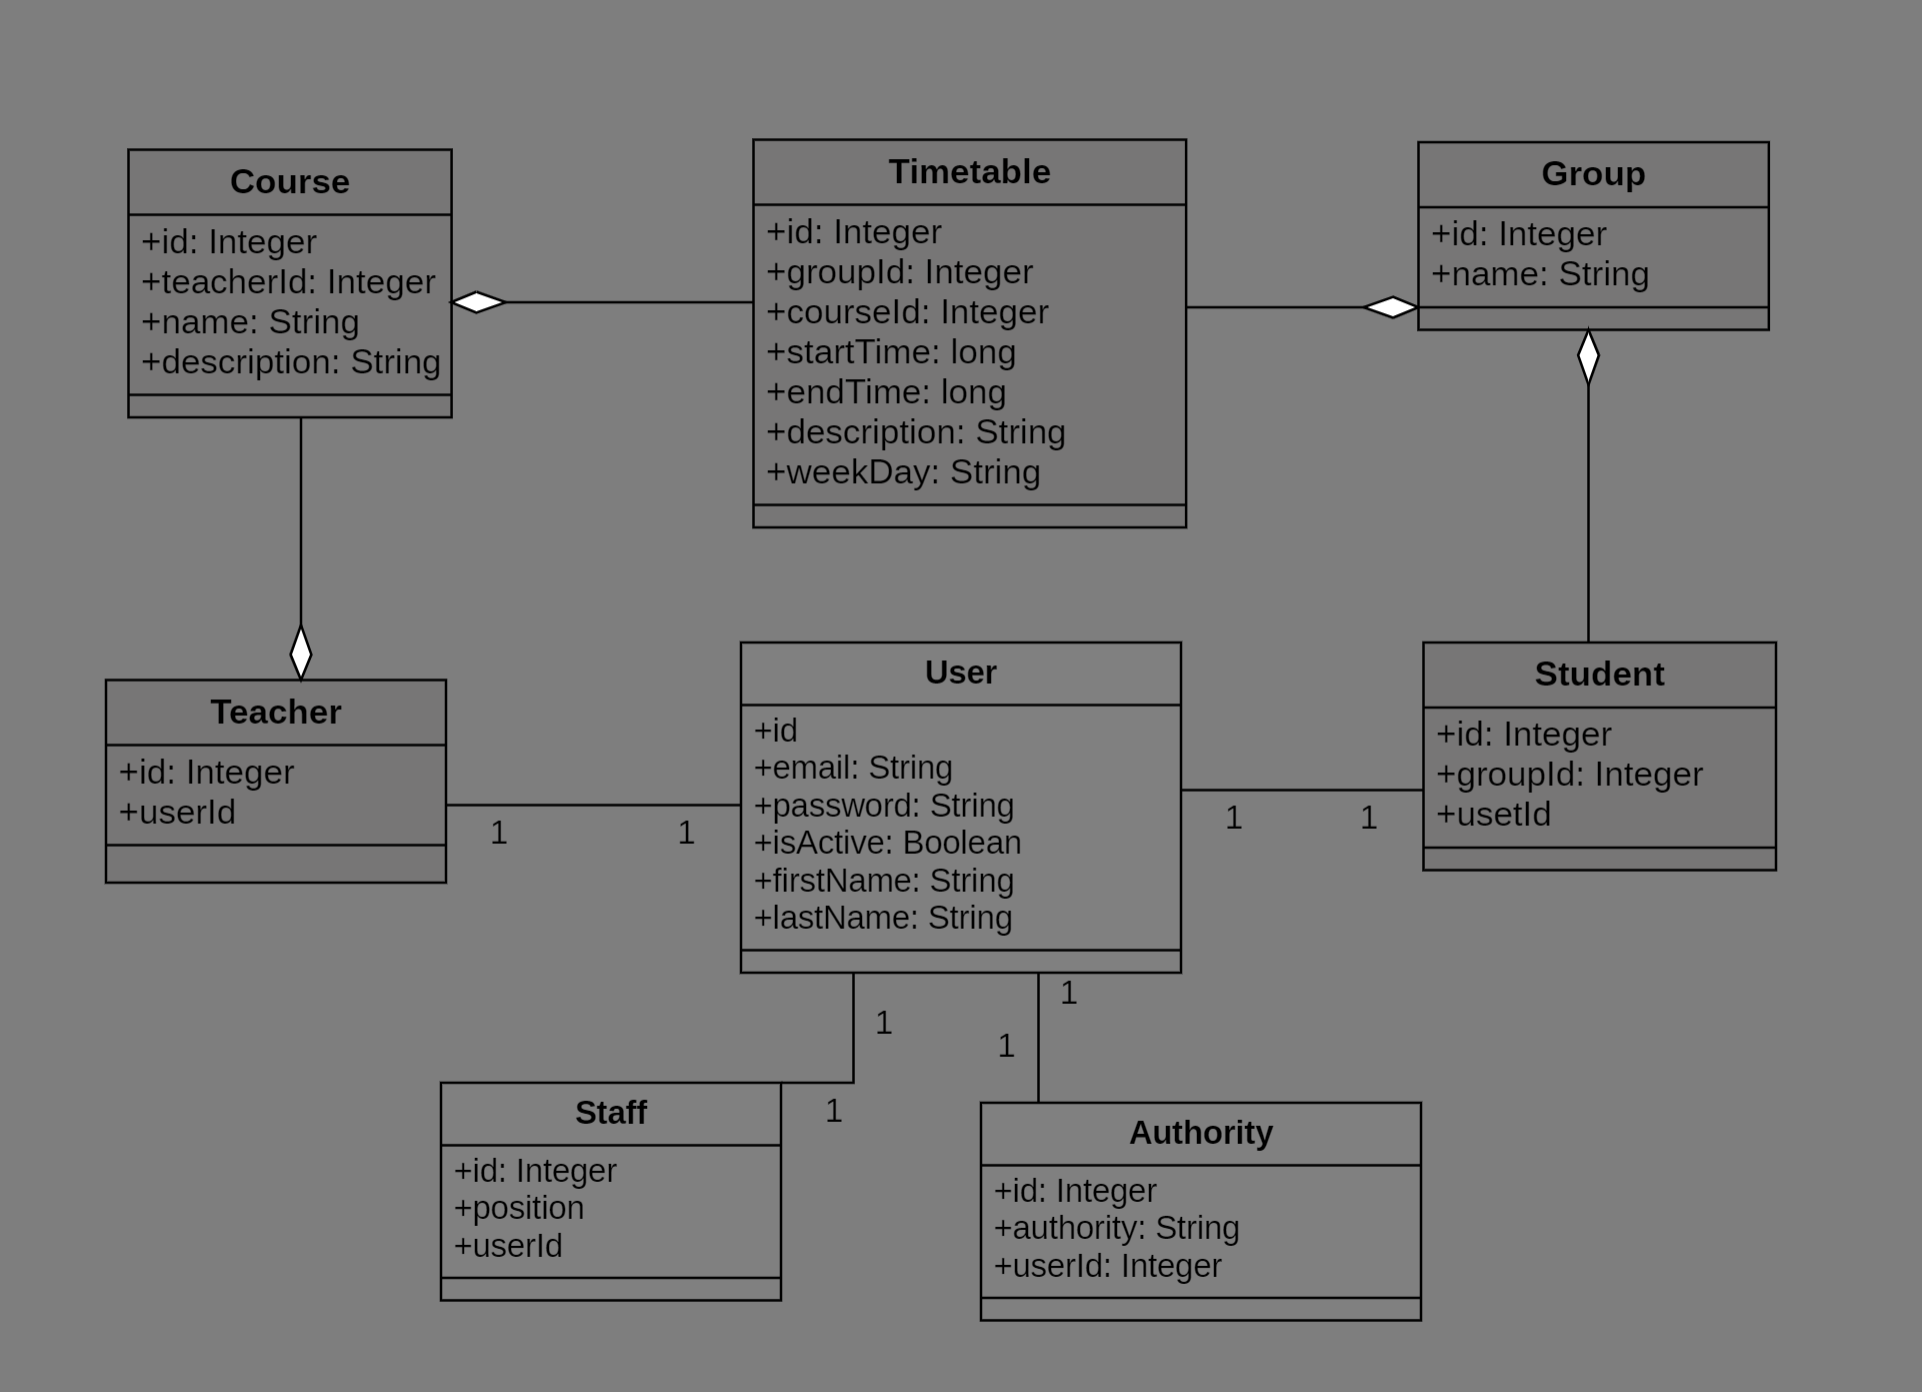 Course
+id: Integer
+teacherId: Integer
+name: String
+description: String
Timetable
+id: Integer
+groupId: Integer
+courseId: Integer
+startTime: long
+endTime: long
+description: String
+weekDay: String
Group
+id: Integer
+name: String
Teacher
+id: Integer
+userId
1
1
User
+id
+email: String
+password: String
+isActive: Boolean
+firstName: String
+lastName: String
1
1
Student
+id: Integer
+groupId: Integer
+usetId
1
1
1
1
Staff
+id: Integer
+position
+userId
Authority
+id: Integer
+authority: String
+userId: Integer